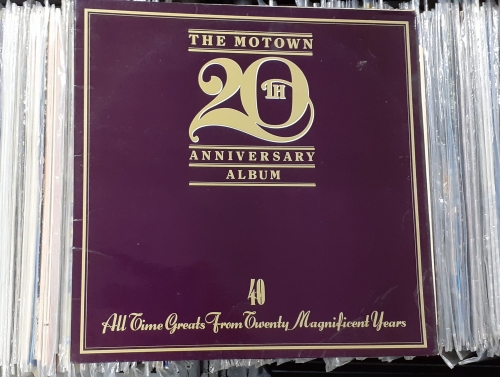 THE MOTOWN
20TH
ANNIVERSARY
ALBUM
40
All Time Greats From Twenty Magnificent Years